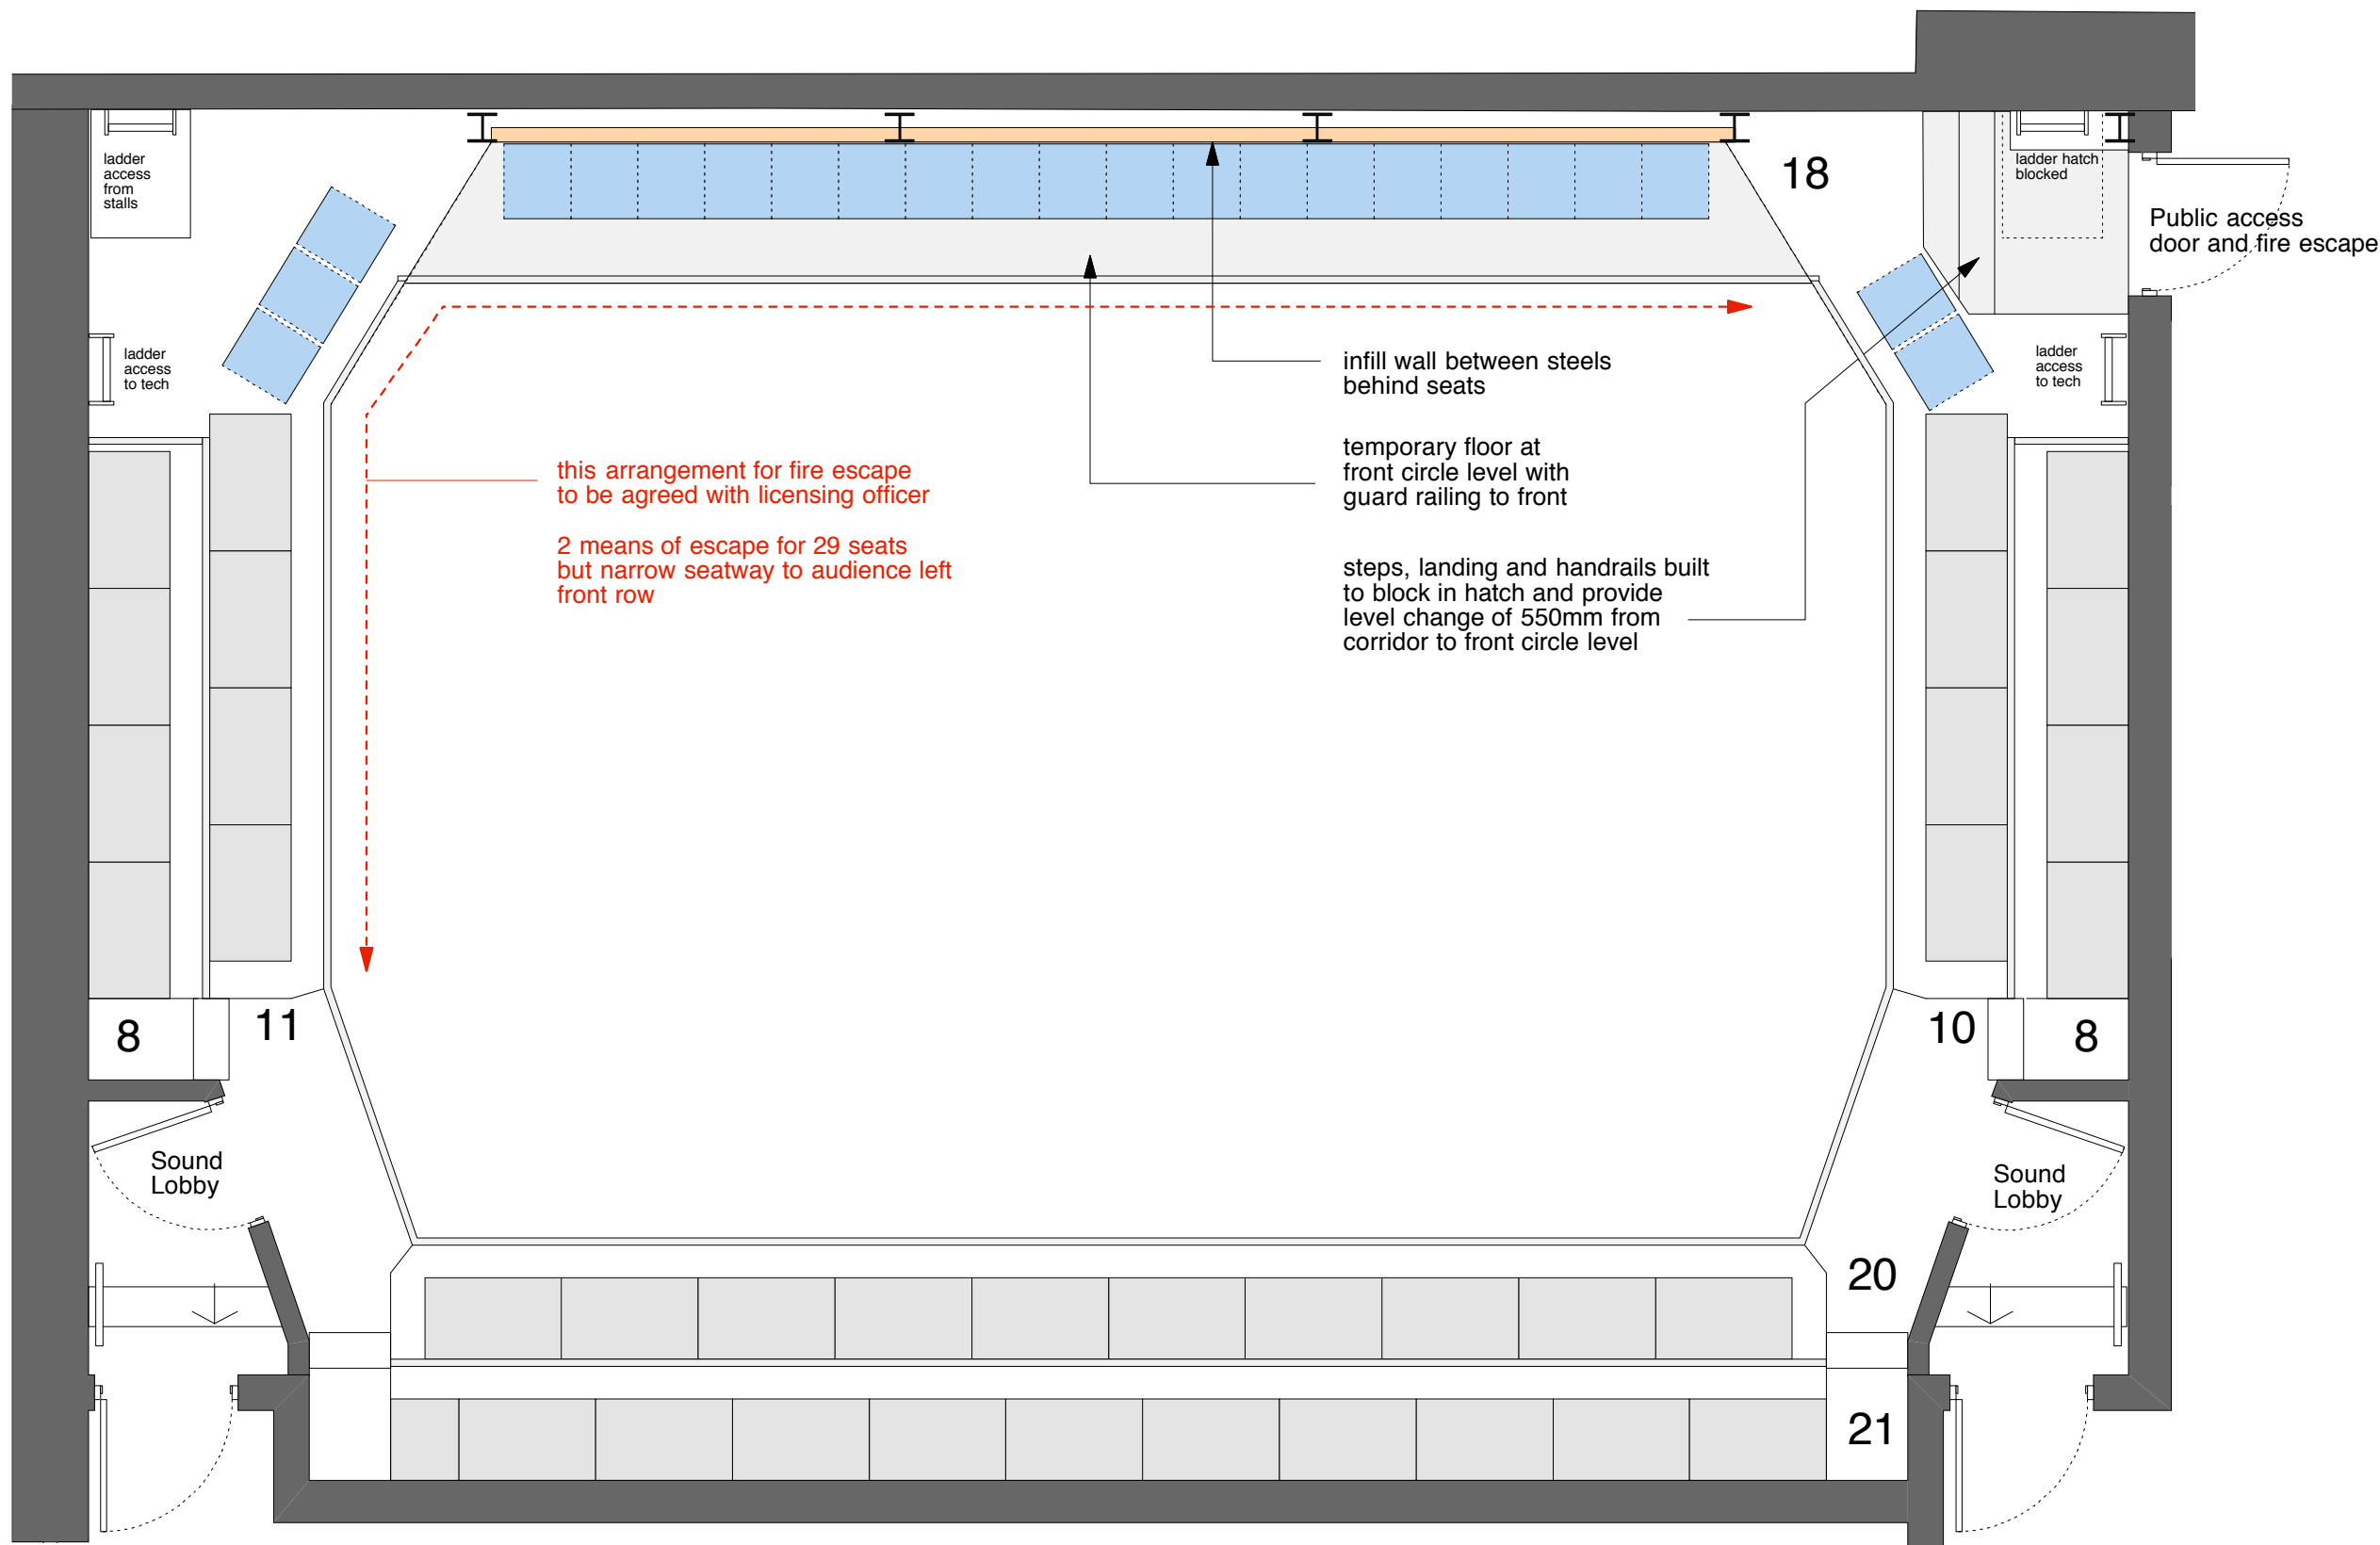 ladder
access
from
stalls
18
ladder hatch
blocked
Public access
door and fire escape
ladder
access
to tech
infill wall between steels
behind seats
ladder
access
to tech
temporary floor at
front circle level with
guard railing to front
this arrangement for fire escape
to be agreed with licensing officer
2 means of escape for 29 seats
but narrow seatway to audience left
front row
steps, landing and handrails built
to block in hatch and provide
level change of 550mm from
corridor to front circle level
8
11
10
8
Sound
Lobby
Sound
Lobby
20
21